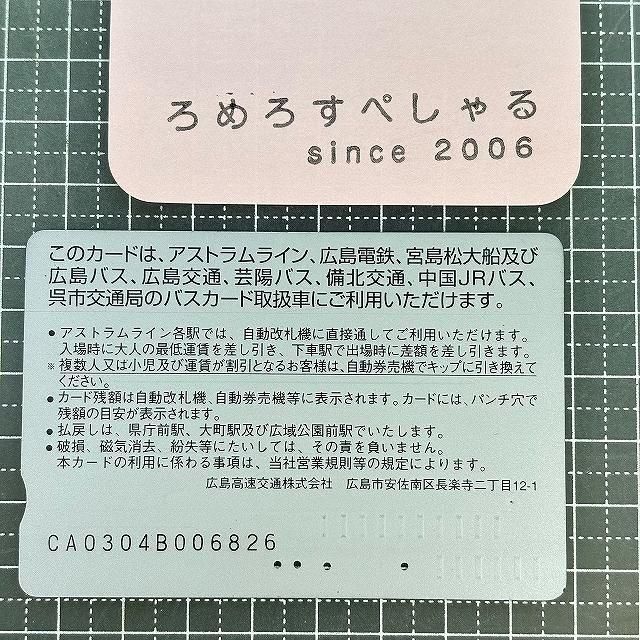 ろめろすぺしゃる
since 2006
このカードは、アストラムライン、広島電鉄、宮島松大船及び
広島バス、広島交通、芸陽バス、備北交通、中国JRバス、
呉市交通局のバスカード取扱車にご利用いただけます。
● アストラムライン各駅では、自動改札機に直接通してご利用いただけます。
入場時に大人の最低運賃を差し引き、下車駅で出場時に差額を差し引きます。
※ 複数人又は小児及び運賃が割引となるお客様は、自動券売機でキップに引き換えて
ください。
● カード残額は自動改札機、自動券売機等に表示されます。カードには、パンチ穴で
残額の目安が表示されます。
● 払戻しは、県庁前駅、大町駅及び広域公園前駅でいたします。
● 破損、磁気消去、紛失等にたいしては、その責を負いません。
本カードの利用に係わる事項は、当社営業規則等の規定によります。
広島高速交通株式会社 広島市安佐南区長楽寺二丁目12-1
CA0304B006826